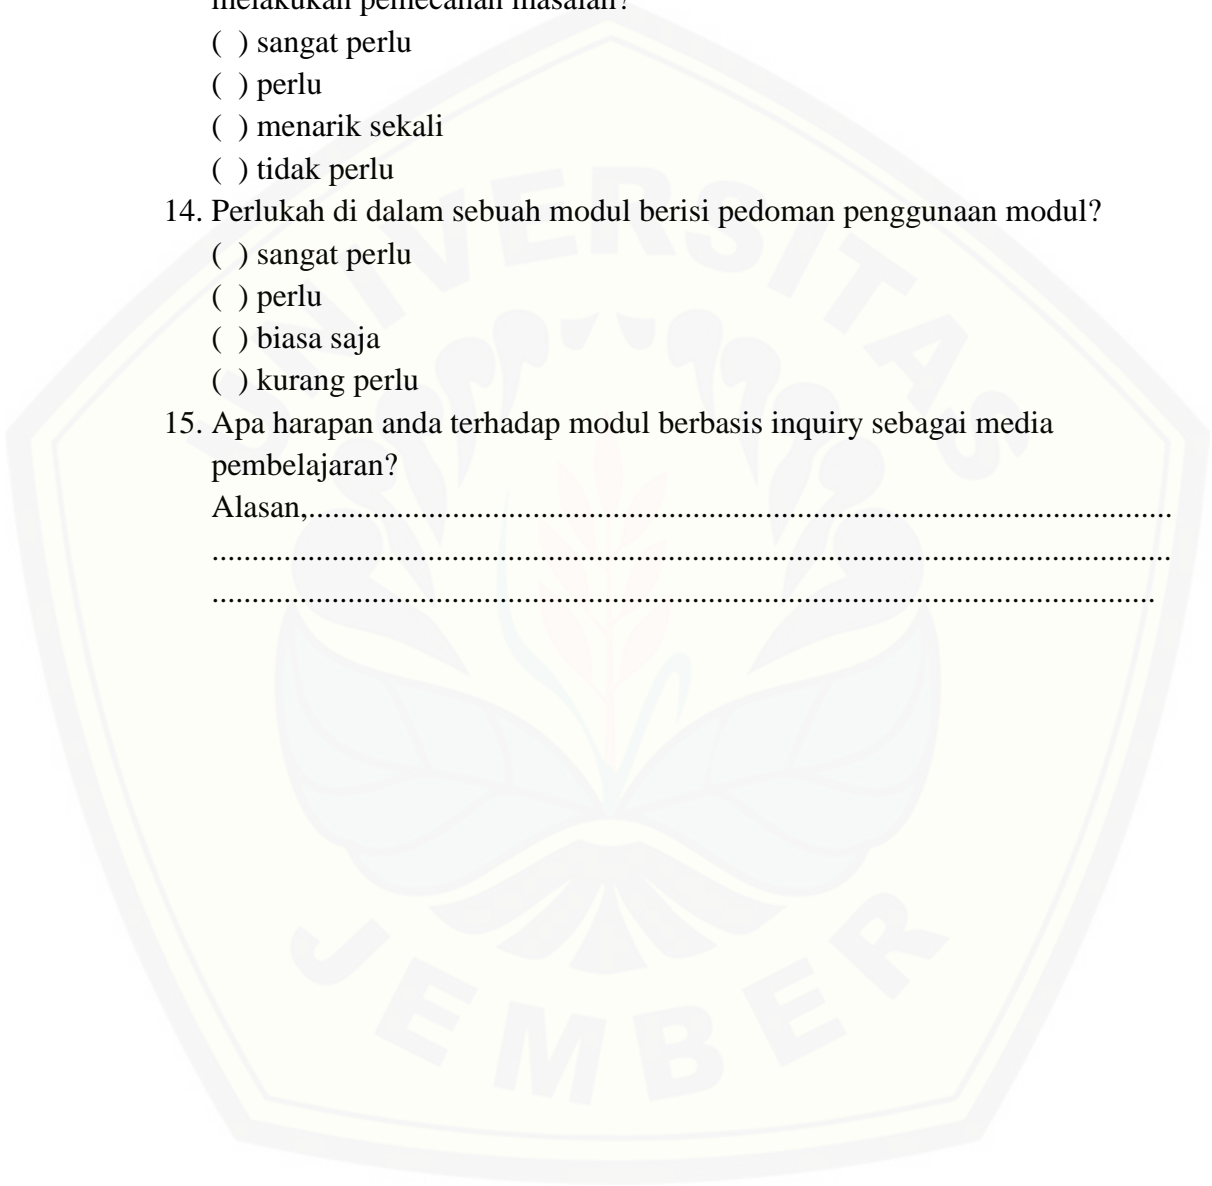 melakukan pemecahan masalah?
( ) sangat perlu
( ) perlu
( ) menarik sekali
( ) tidak perlu
14. Perlukah di dalam sebuah modul berisi pedoman penggunaan modul?
( ) sangat perlu
( ) perlu
( ) biasa saja
( ) kurang perlu
15. Apa harapan anda terhadap modul berbasis inquiry sebagai media
pembelajaran?
Alasan,............................................................................................................
........................................................................................................................
......................................................................................................................
UNIVERSITAS
JEMBER